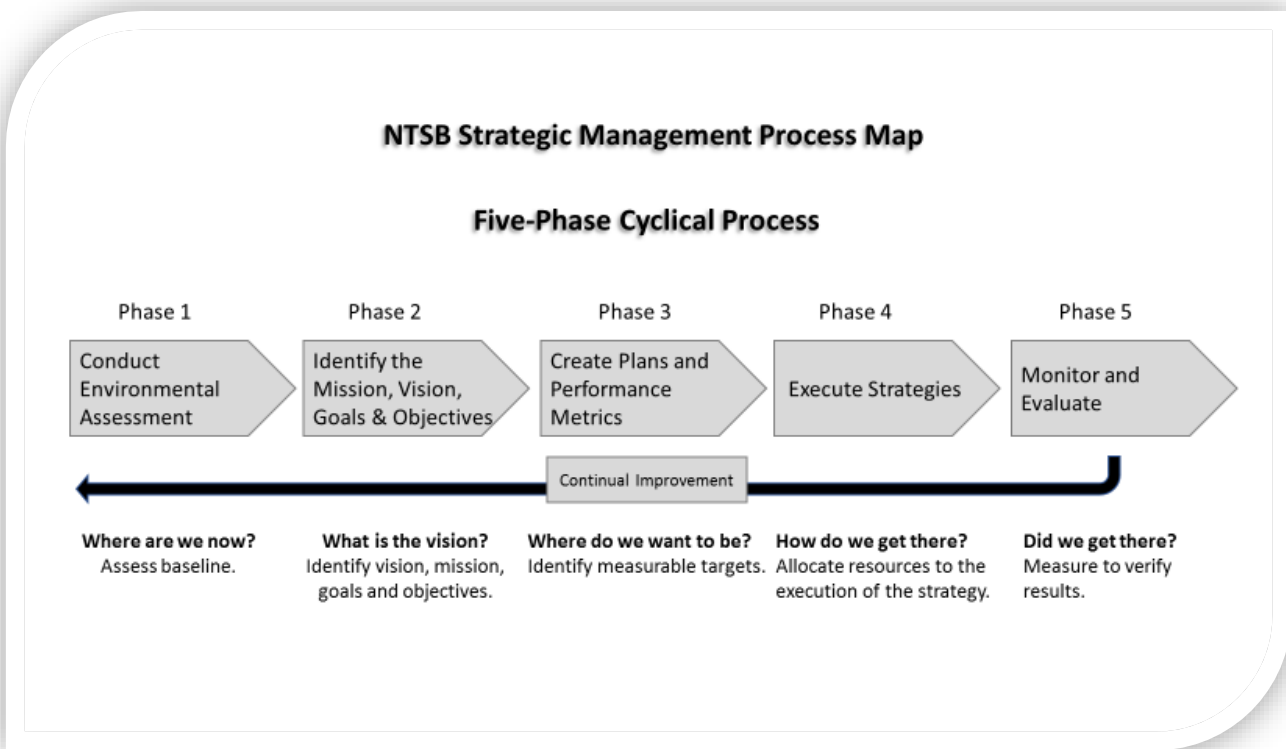 NTSB Strategic Management Process Map
Five-Phase Cyclical Process
Phase 1
Phase 2
Phase 3
Phase 4
Phase 5
Conduct
Environmental
Assessment
Identify the
Mission, Vision,
Goals & Objectives
Create Plans and
Performance
Metrics
Execute Strategies
Monitor and
Evaluate
Continual Improvement
Where are we now?
Assess baseline.
What is the vision?
Identify vision, mission,
goals and objectives.
Where do we want to be?
Identify measurable targets.
How do we get there?
Allocate resources to the
execution of the strategy.
Did we get there?
Measure to verify
results.